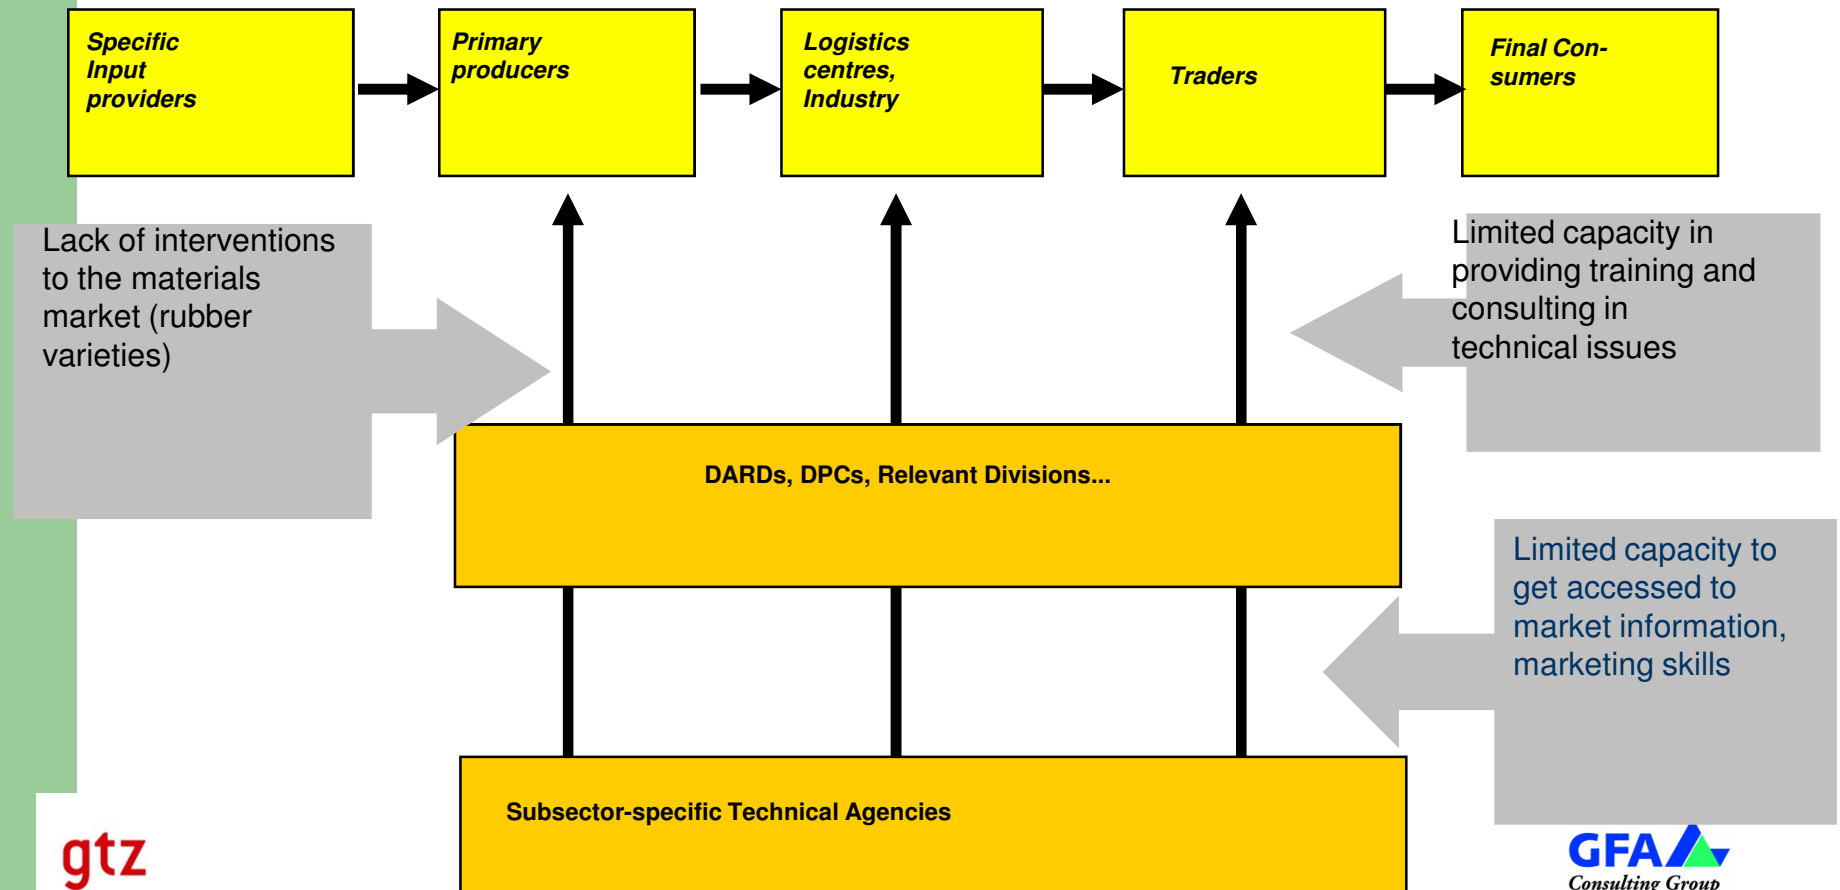 Specific
Input
providers
Primary
producers
Logistics
centres,
Industry
Traders
Final Con-
sumers
Lack of interventions
to the materials
market (rubber
varieties)
Limited capacity in
providing training and
consulting in
technical issues
DARDs, DPCs, Relevant Divisions...
Limited capacity to
get accessed to
market information,
marketing skills
Subsector-specific Technical Agencies
gtz
GFA
Consulting Group